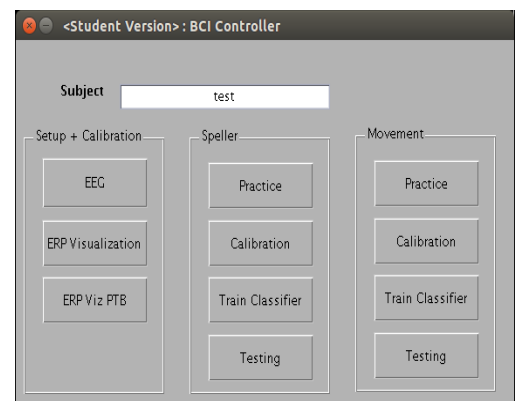 <Student Version> : BCI Controller
Subject
test
Setup + Calibration
EEG
ERP Visualization
ERP Viz PTB
Speller
Practice
Calibration
Train Classifier
Testing
Movement
Practice
Calibration
Train Classifier
Testing